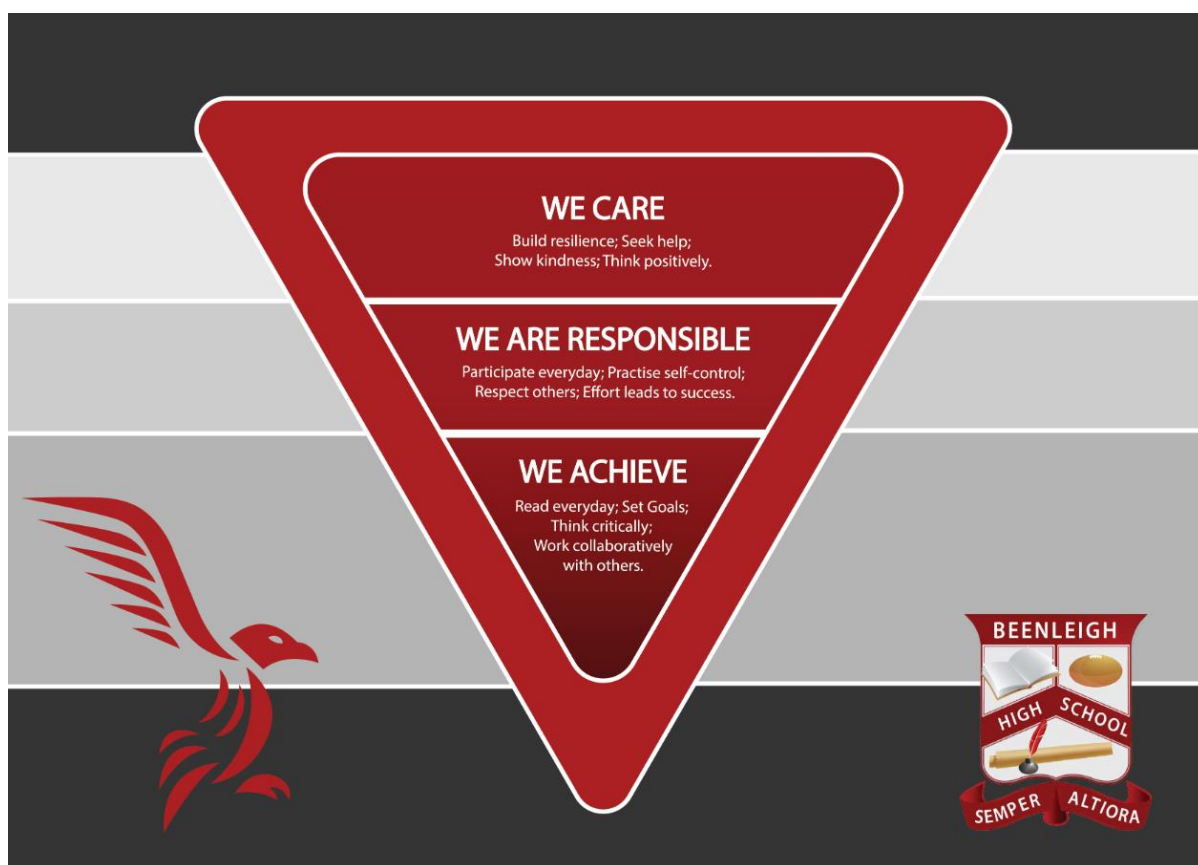 WE CARE
Build resilience; Seek help;
Show kindness; Think positively.
WE ARE RESPONSIBLE
Participate everyday; Practise self-control;
Respect others; Effort leads to success.
WE ACHIEVE
Read everyday; Set Goals;
Think critically;
Work collaboratively
with others.
BEENLEIGH
HIGH SCHOOL
SEMPER ALTIORA